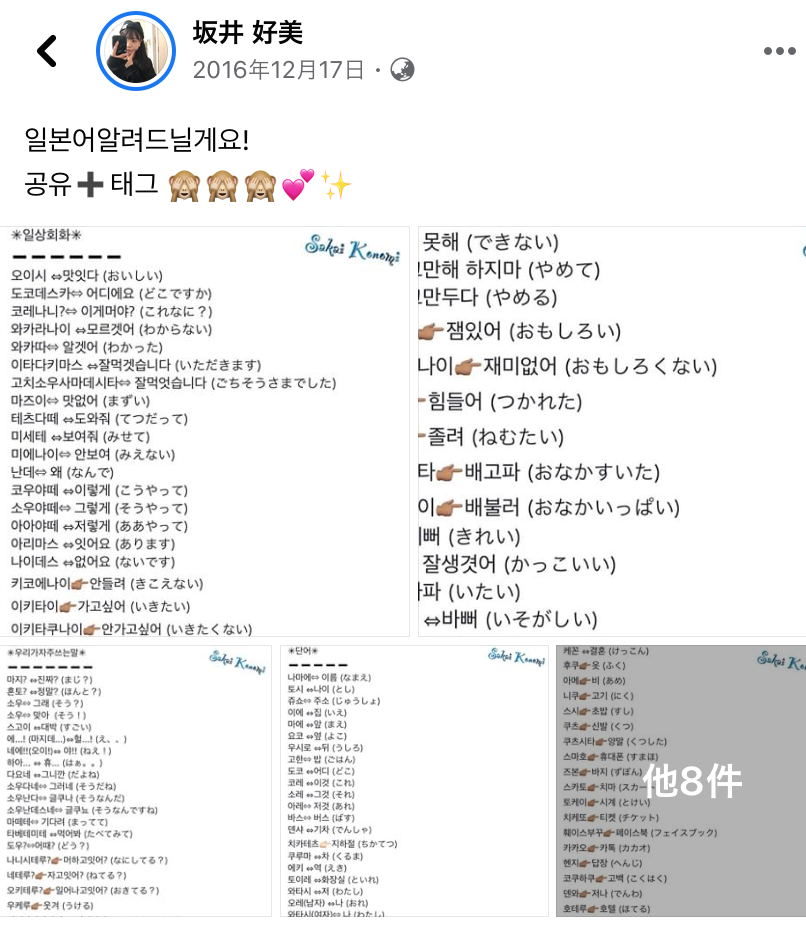 坂井 好美
2016年12月17日
일본어알려드닐게요!
공유➕태그 🙈🙈🙈💕✨
✳일상회화✳
Sakai Konomi
오이시 ⇔맛잇다 (おいしい)
도코데스카⇔ 어디에요 (どこですか)
코레나니?⇔ 이게머야? (これなに？)
와카라나이 ⇔모르겟어 (わからない)
와카따⇔ 알겟어 (わかった)
이타다키마스 ⇔잘먹겟습니다 (いただきます)
고치소우사마데시타⇔ 잘먹엇습니다 (ごちそうさまでした)
마즈이⇔ 맛없어 (まずい)
테츠다떼 ⇔도와줘 (てつだって)
미세테 ⇔보여줘 (みせて)
미에나이⇔ 안보여 (みえない)
난데⇔ 왜 (なんで)
코우야떼 ⇔이렇게 (こうやって)
소우야떼⇔ 그렇게 (そうやって)
아아야떼 ⇔저렇게 (ああやって)
아리마스 ⇔잇어요 (あります)
나이데스 ⇔없어요 (ないです)
키코에나이👉안들려 (きこえない)
이키타이👉가고싶어 (いきたい)
이키타쿠나이👉안가고싶어 (いきたくない)
못해 (できない)
만해 하지마 (やめて)
만두다 (やめる)
👉잼있어 (おもしろい)
나이👉재미없어 (おもしろくない)
힘들어 (つかれた)
졸려 (ねむたい)
타👉배고파 (おなかすいた)
이👉배불러 (おなかいっぱい)
뻐 (きれい)
잘생겻어 (かっこいい)
파 (いたい)
⇔바뻐 (いそがしい)
✳우리가자주쓰는말✳
Sakai Konomi
마지? ⇔진짜? (まじ？)
혼토? ⇔정말? (ほんと？)
소우⇔ 그래 (そう？)
소우⇔ 맞아 (そう！)
스고이 ⇔대박 (すごい)
에...! (마지데...)⇔헐...! (え、、)
네에!!(오이!)⇔ 야!! (ねえ！)
하아... ⇔ 휴... (はぁ。。)
다요네 ⇔그니깐 (だよね)
소우다네⇔ 그러네 (そうだね)
소우난다⇔ 글쿠나 (そうなんだ)
소우난데스네⇔ 글쿠뇨 (そうなんですね)
마떼테⇔ 기다려 (まってて)
타베테미테 ⇔먹어봐 (たべてみて)
도우?⇔어때? (どう？)
나니시테루?👉머하고잇어? (なにしてる？)
네테루?👉자고잇어? (ねてる？)
오키테루?👉일어나고잇어? (おきてる？)
우케루👉웃겨 (うける)
✳단어✳
Sakai Konomi
나마에⇔ 이름 (なまえ)
토시 ⇔나이 (とし)
쥬쇼⇔ 주소 (じゅうしょ)
이에 ⇔집 (いえ)
마에 ⇔앞 (まえ)
요코 ⇔옆 (よこ)
우시로 ⇔뒤 (うしろ)
고한⇔ 밥 (ごはん)
도코 ⇔어디 (どこ)
코레 ⇔이것 (これ)
소레 ⇔그것 (それ)
아레⇔ 저것 (あれ)
바스⇔ 버스 (ばす)
덴샤 ⇔기차 (でんしゃ)
치카테츠👉지하철 (ちかてつ)
쿠루마 ⇔차 (くるま)
에키 ⇔역 (えき)
토이레 ⇔화장실 (といれ)
와타시 ⇔저 (わたし)
오레(남자) ⇔나 (おれ)
와타시(여자)⇔ 나 (わたし)
케꼰 ⇔결혼 (けっこん)
Sakai Konomi
후쿠👉옷 (ふく)
아메👉비 (あめ)
니쿠👉고기 (にく)
스시👉초밥 (すし)
쿠츠👉신발 (くつ)
쿠츠시타👉양말 (くつした)
스마호👉휴대폰 (すまほ)
즈본👉바지 (ずぼん)
스카토👉치마 (スカート)
토케이👉시계 (とけい)
치케또👉티켓 (チケット)
훼이스부꾸👉페이스북 (フェイスブック)
카카오👉카톡 (カカオ)
헨지👉답장 (へんじ)
코쿠하쿠👉고백 (こくはく)
덴와👉저나 (でんわ)
호테루👉호텔 (ほてる)
他8件